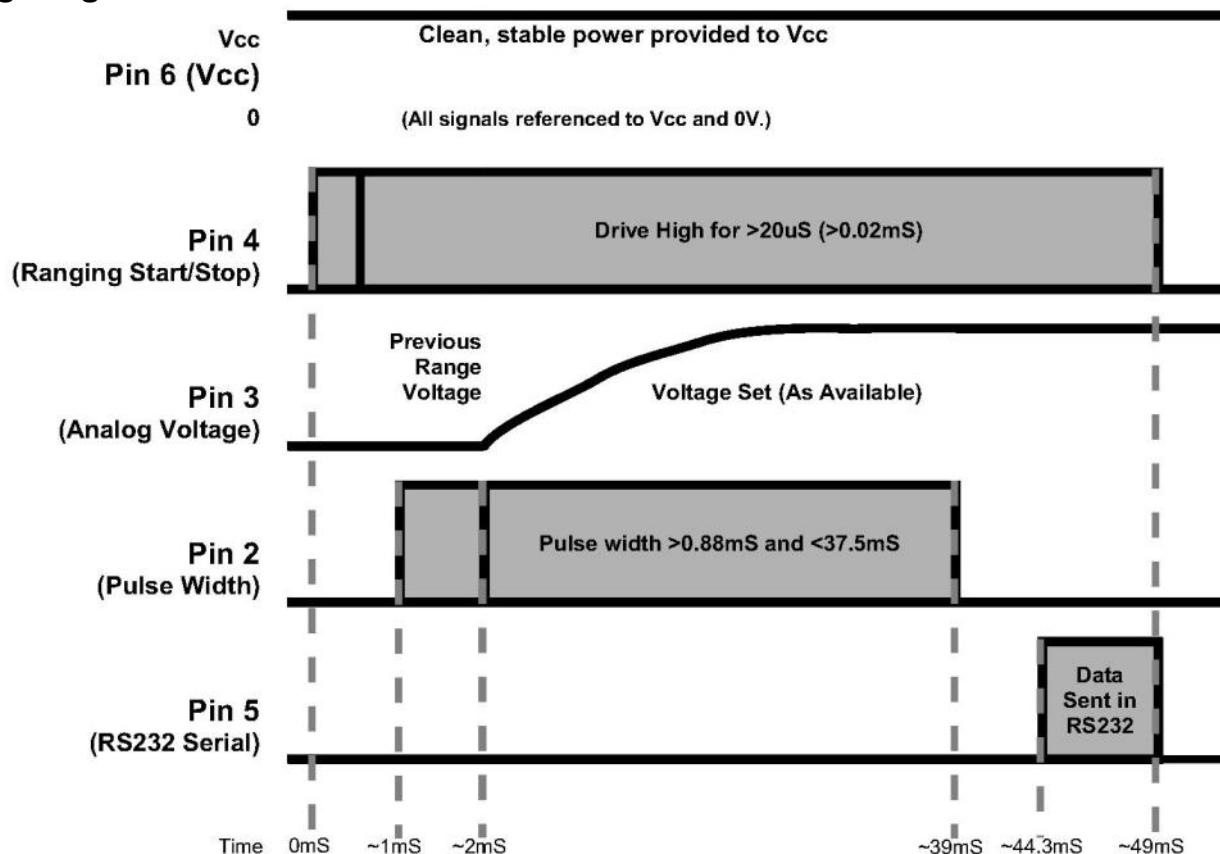 Vcc
Clean, stable power provided to Vcc
Pin 6 (Vcc)
0
(All signals referenced to Vcc and 0V.)
Drive High for >20uS (>0.02mS)
Pin 4
(Ranging Start/Stop)
Previous
Range
Voltage
Voltage Set (As Available)
Pin 3
(Analog Voltage)
Pulse width >0.88mS and <37.5mS
Pin 2
(Pulse Width)
Data
Sent in
RS232
Pin 5
(RS232 Serial)
Time 0mS ~1mS ~2mS ~39mS ~44.3mS ~49mS